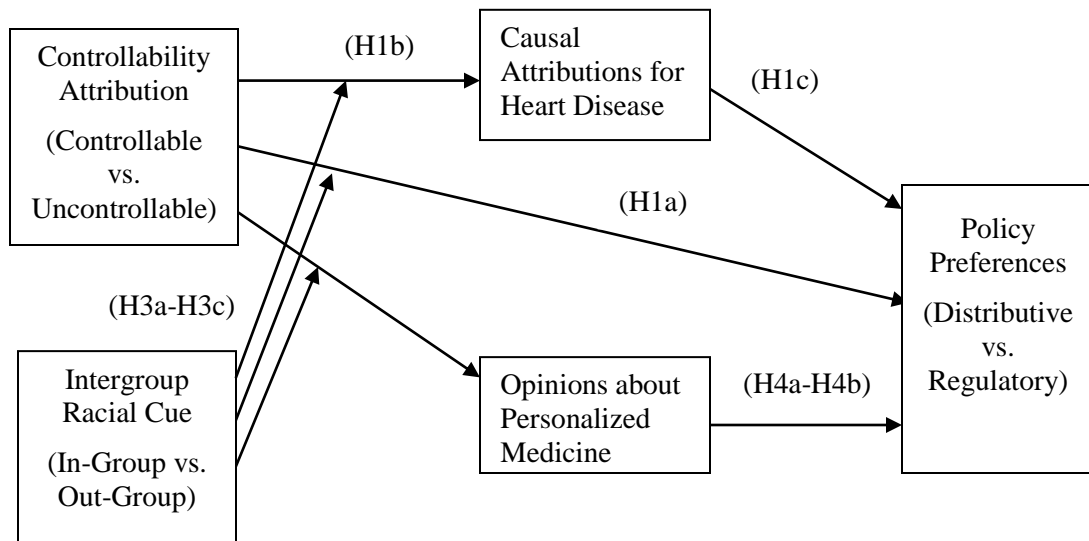 Controllability
Attribution
(Controllable
vs.
Uncontrollable)
(H1b)
Causal
Attributions for
Heart Disease
(H1c)
(H1a)
Policy
Preferences
(Distributive
vs.
Regulatory)
(H3a-H3c)
Intergroup
Racial Cue
(In-Group vs.
Out-Group)
Opinions about
Personalized
Medicine
(H4a-H4b)